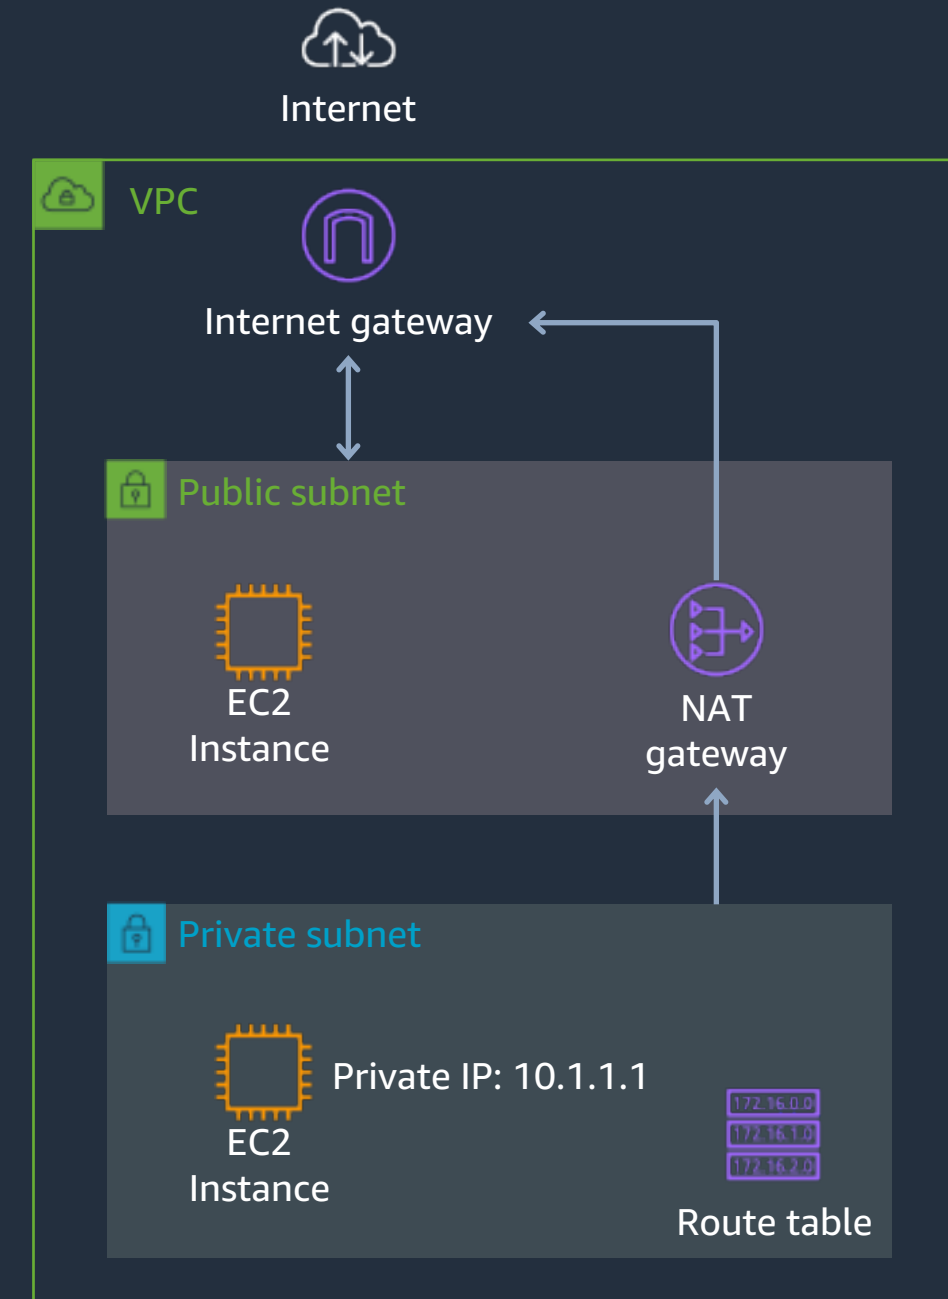 Internet
VPC
Internet gateway
Public subnet
EC2
Instance
NAT
gateway
Private subnet
Private IP: 10.1.1.1
EC2
Instance
172.16.0.0
172.16.1.0
172.16.2.0
Route table